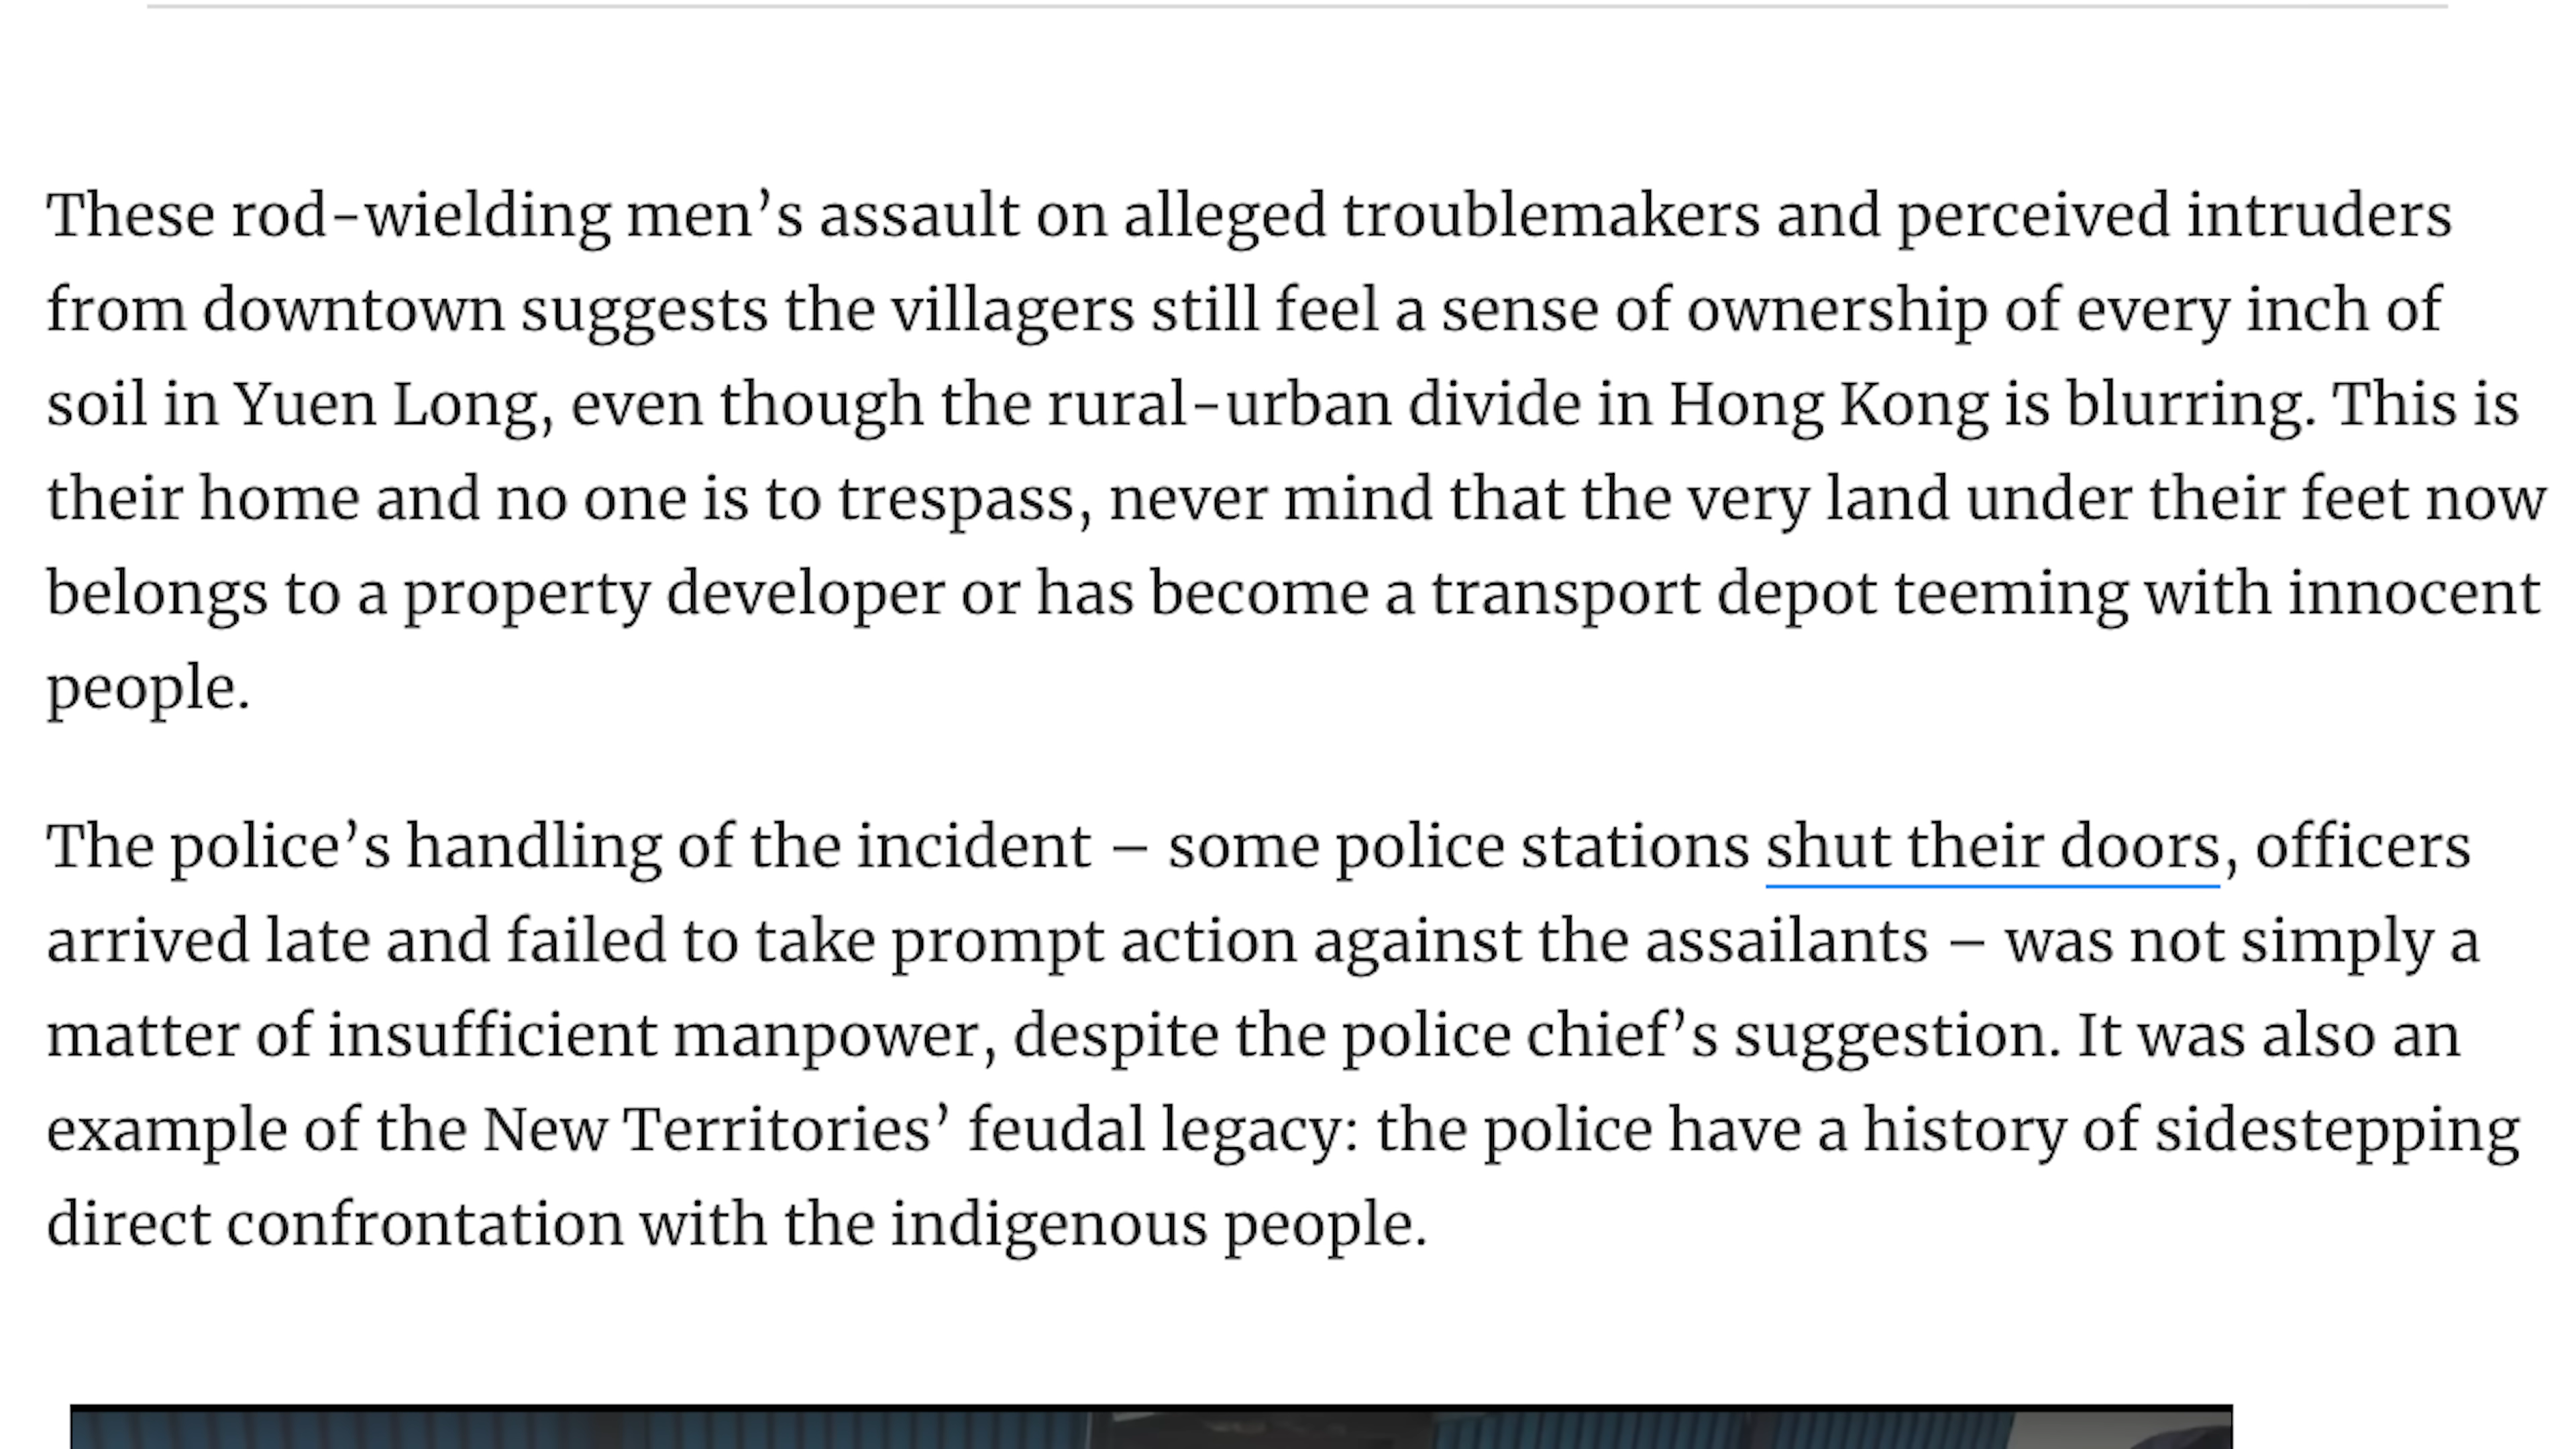 These rod-wielding men’s assault on alleged troublemakers and perceived intruders
from downtown suggests the villagers still feel a sense of ownership of every inch of
soil in Yuen Long, even though the rural-urban divide in Hong Kong is blurring. This is
their home and no one is to trespass, never mind that the very land under their feet now
belongs to a property developer or has become a transport depot teeming with innocent
people.
The police’s handling of the incident – some police stations shut their doors, officers
arrived late and failed to take prompt action against the assailants – was not simply a
matter of insufficient manpower, despite the police chief’s suggestion. It was also an
example of the New Territories’ feudal legacy: the police have a history of sidestepping
direct confrontation with the indigenous people.